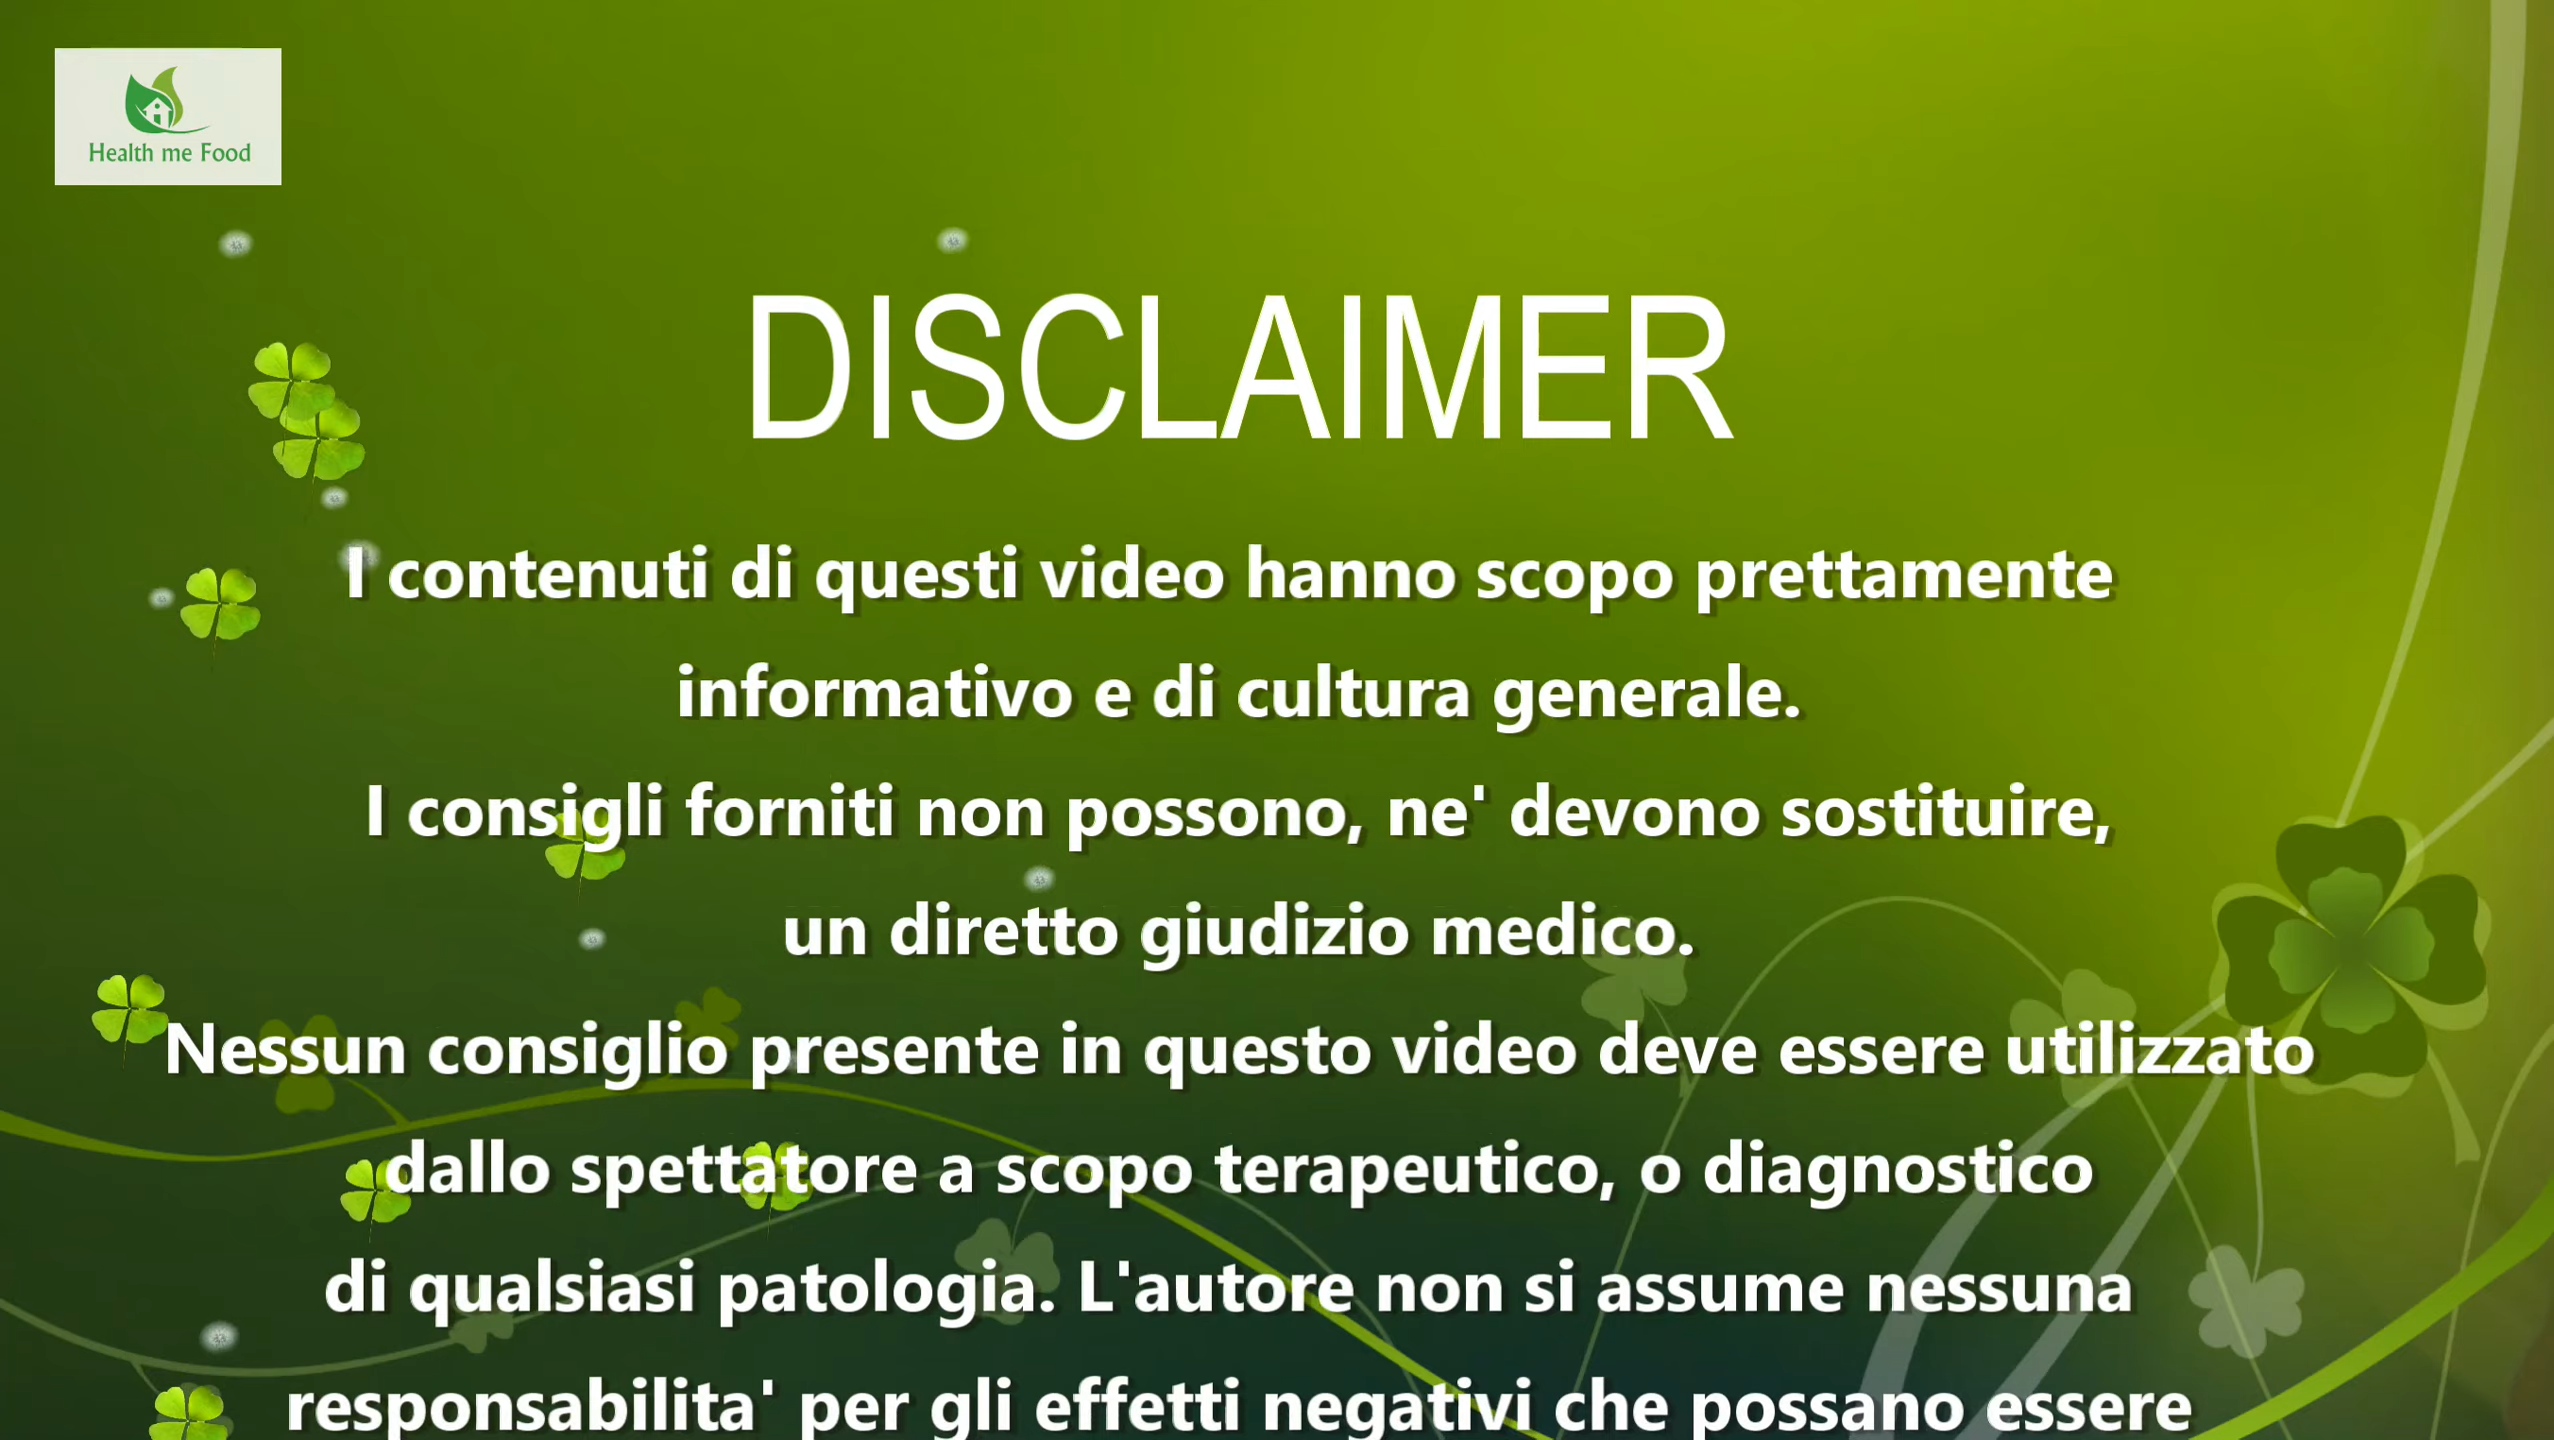 Health me Food
DISCLAIMER
I contenuti di questi video hanno scopo prettamente
informativo e di cultura generale.
I consigli forniti non possono, ne' devono sostituire,
un diretto giudizio medico.
Nessun consiglio presente in questo video deve essere utilizzato
dallo spettatore a scopo terapeutico, o diagnostico
di qualsiasi patologia. L'autore non si assume nessuna
responsabilita' per gli effetti negativi che possano essere